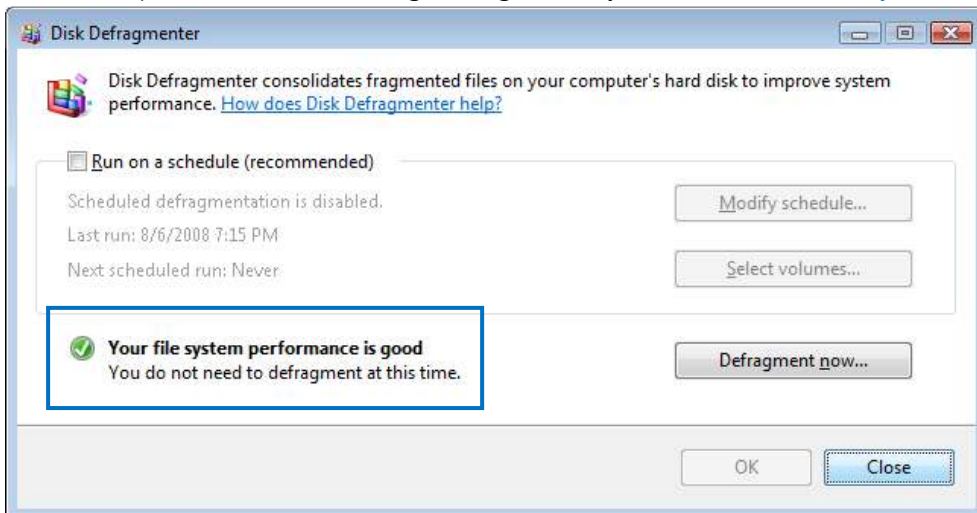 Disk Defragmenter
Disk Defragmenter consolidates fragmented files on your computer's hard disk to improve system
performance. How does Disk Defragmenter help?
Run on a schedule (recommended)
Scheduled defragmentation is disabled.
Modify schedule...
Last run: 8/6/2008 7:15 PM
Next scheduled run: Never
Select volumes...
Your file system performance is good
You do not need to defragment at this time.
Defragment now...
OK
Close